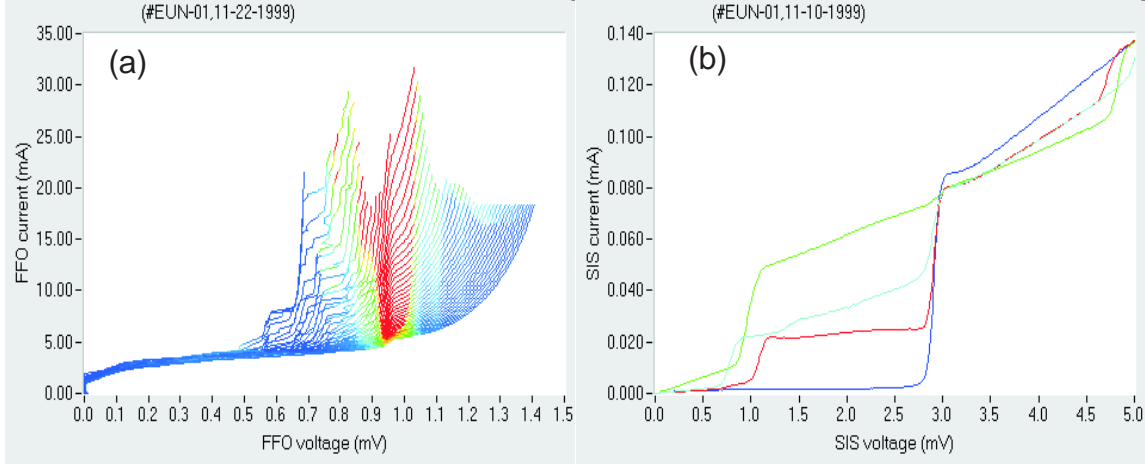 (#EUN-01,11-22-1999)
(a)
FFO current (mA)
35.00
30.00
25.00
20.00
15.00
10.00
5.00
0.00
0.0 0.1 0.2 0.3 0.4 0.5 0.6 0.7 0.8 0.9 1.0 1.1 1.2 1.3 1.4 1.5
FFO voltage (mV)
(#EUN-01,11-10-1999)
(b)
SIS current (mA)
0.140
0.120
0.100
0.080
0.060
0.040
0.020
0.000
0.0 0.5 1.0 1.5 2.0 2.5 3.0 3.5 4.0 4.5 5.0
SIS voltage (mV)